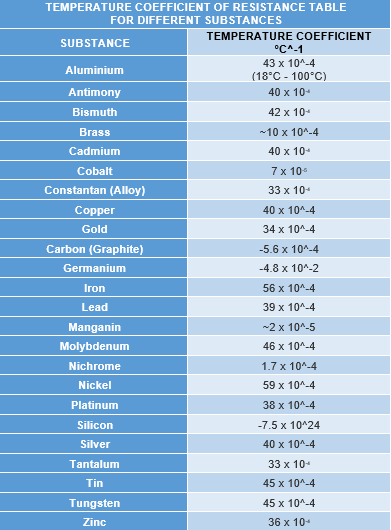 TEMPERATURE COEFFICIENT OF RESISTANCE TABLE
FOR DIFFERENT SUBSTANCES
SUBSTANCE TEMPERATURE COEFFICIENT
°C^-1
Aluminium 43 x 10^-4
(18°C - 100°C)
Antimony 40 x 10⁻⁴
Bismuth 42 x 10⁻⁴
Brass ~10 x 10^-4
Cadmium 40 x 10⁻⁴
Cobalt 7 x 10⁻⁵
Constantan (Alloy) 33 x 10⁻⁴
Copper 40 x 10^-4
Gold 34 x 10^-4
Carbon (Graphite) -5.6 x 10^-4
Germanium -4.8 x 10^-2
Iron 56 x 10^-4
Lead 39 x 10^-4
Manganin ~2 x 10^-5
Molybdenum 46 x 10^-4
Nichrome 1.7 x 10^-4
Nickel 59 x 10^-4
Platinum 38 x 10^-4
Silicon -7.5 x 10^24
Silver 40 x 10^-4
Tantalum 33 x 10⁻⁴
Tin 45 x 10^-4
Tungsten 45 x 10^-4
Zinc 36 x 10⁻⁴